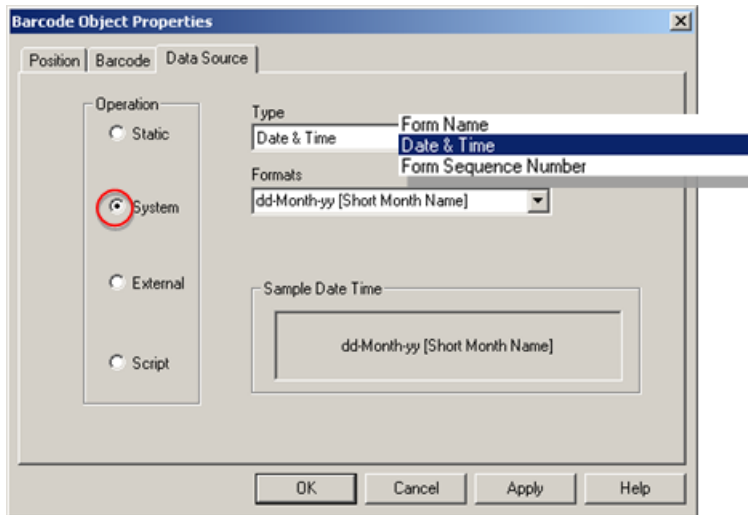 Barcode Object Properties
Position Barcode Data Source
Operation
Static
System
External
Script
Type
Date & Time
Form Name
Date & Time
Form Sequence Number
Formats
dd-Month-yy [Short Month Name]
Sample Date Time
dd-Month-yy [Short Month Name]
OK Cancel Apply Help